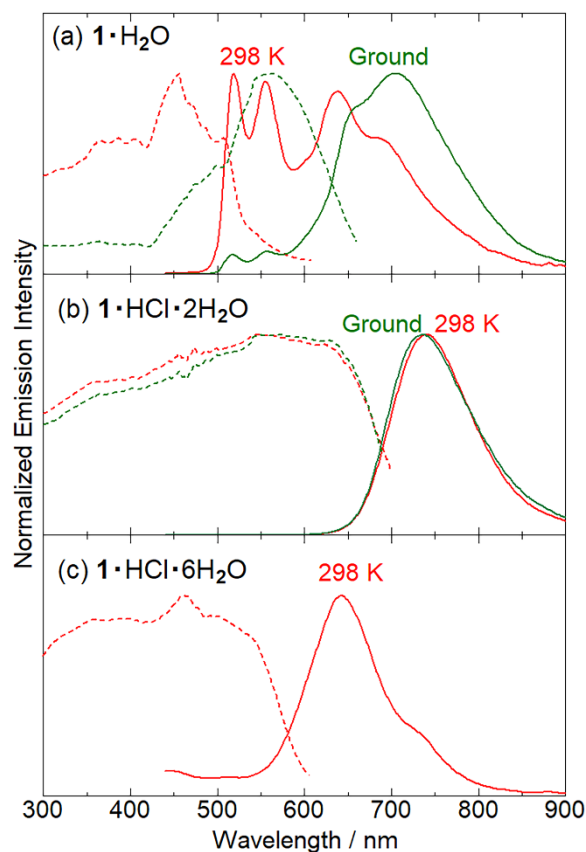 (a) 1·H₂O
298 K
Ground
(b) 1·HCl·2H₂O
Ground
298 K
(c) 1·HCl·6H₂O
298 K
Normalized Emission Intensity
300 400 500 600 700 800 900
Wavelength / nm